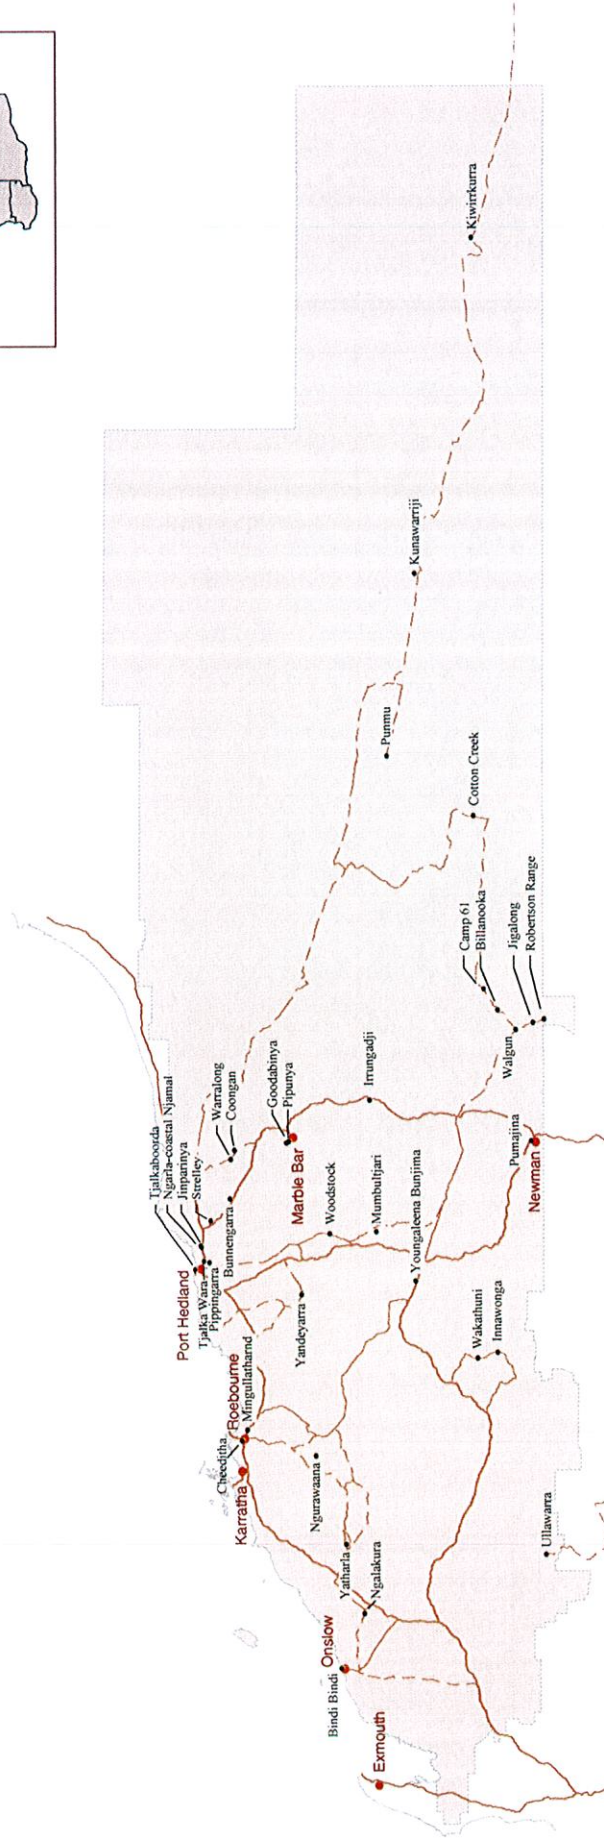 Kiwirrkurra
Kunawarriji
Punmu
Cotton Creek
Camp 61
Billanooka
Jigalong
Robertson Range
Walgun
Tjalkaboorda
Ngarla-coastal Njamal
Jinparinya
Strelley
Warralong
Coongan
Goodabinya
Pipunya
Irrungadji
Marble Bar
Pumajina
Newman
Bunnengarra
Woodstock
Mumbultjari
Youngaleena Bunjima
Port Hedland
Tjalka Wara
Pippingarra
Yandeyarra
Wakathuni
Innawonga
Roebourne
Mingullatharnd
Cheeditha
Karratha
Ngurawaana
Yatharla
Ngalakura
Ullawarra
Onslow
Bindi Bindi
Exmouth